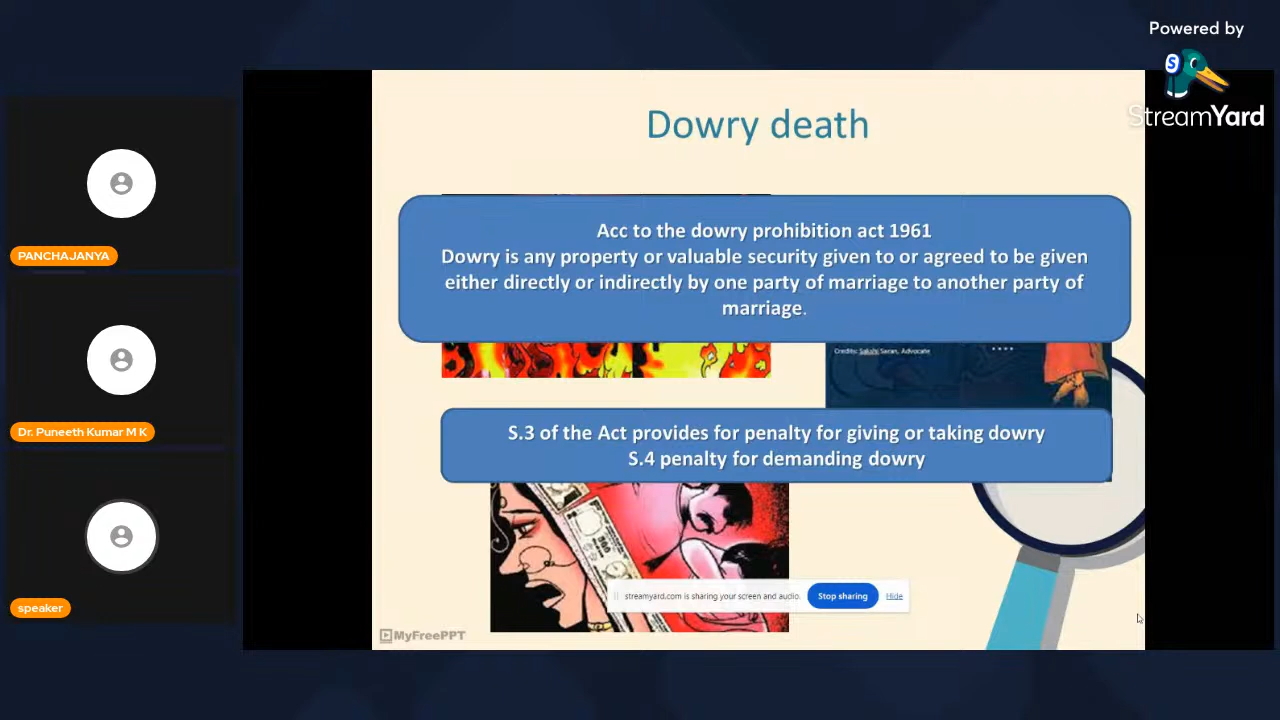 Powered by
StreamYard
Dowry death
Acc to the dowry prohibition act 1961
Dowry is any property or valuable security given to or agreed to be given
either directly or indirectly by one party of marriage to another party of
marriage.
Credits: Sakshi Saran, Advocate
S.3 of the Act provides for penalty for giving or taking dowry
S.4 penalty for demanding dowry
500
streamyard.com is sharing your screen and audio.
Stop sharing
Hide
MyFreePPT
PANCHAJANYA
Dr. Puneeth Kumar M K
speaker